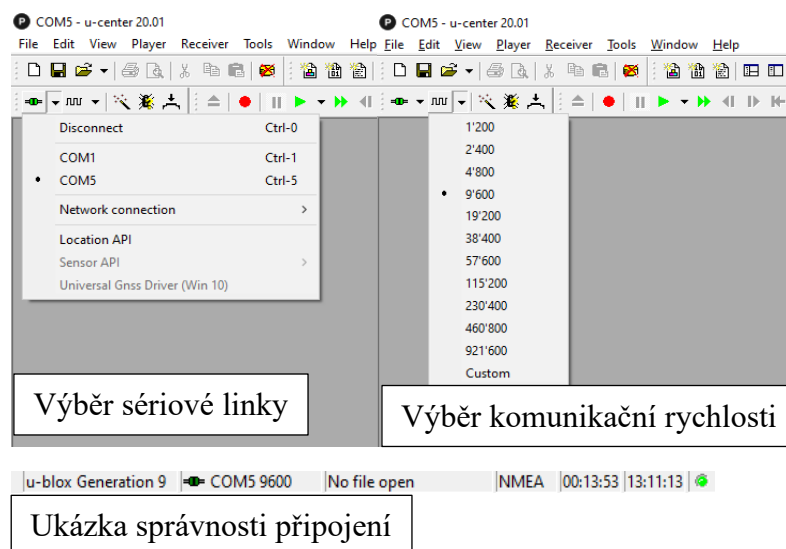 COM5 - u-center 20.01
File Edit View Player Receiver Tools Window Help
Disconnect Ctrl-0
COM1 Ctrl-1
COM5 Ctrl-5
Network connection
Location API
Sensor API
Universal Gnss Driver (Win 10)
Výběr sériové linky
COM5 - u-center 20.01
File Edit View Player Receiver Tools Window Help
1'200
2'400
4'800
9'600
19'200
38'400
57'600
115'200
230'400
460'800
921'600
Custom
Výběr komunikační rychlosti
u-blox Generation 9 COM5 9600 No file open NMEA 00:13:53 13:11:13
Ukázka správnosti připojení